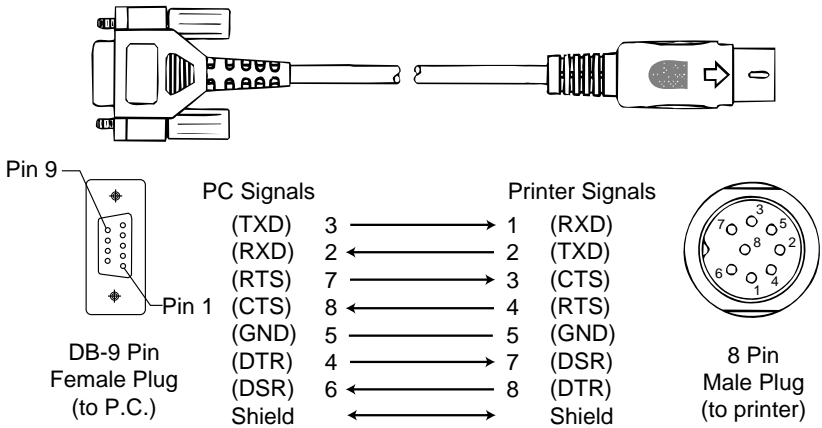 Pin 9
PC Signals Printer Signals
(TXD) 3 1 (RXD)
(RXD) 2 2 (TXD)
(RTS) 7 3 (CTS)
Pin 1 (CTS) 8 4 (RTS)
(GND) 5 5 (GND)
(DTR) 4 7 (DSR)
(DSR) 6 8 (DTR)
Shield Shield
DB-9 Pin
Female Plug
(to P.C.)
3
7 5
8 2
6 4
1
8 Pin
Male Plug
(to printer)